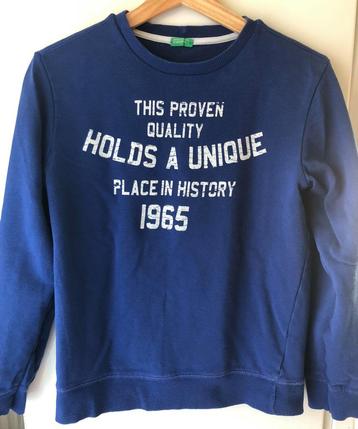 THIS PROVEN
QUALITY
HOLDS A UNIQUE
PLACE IN HISTORY
1965